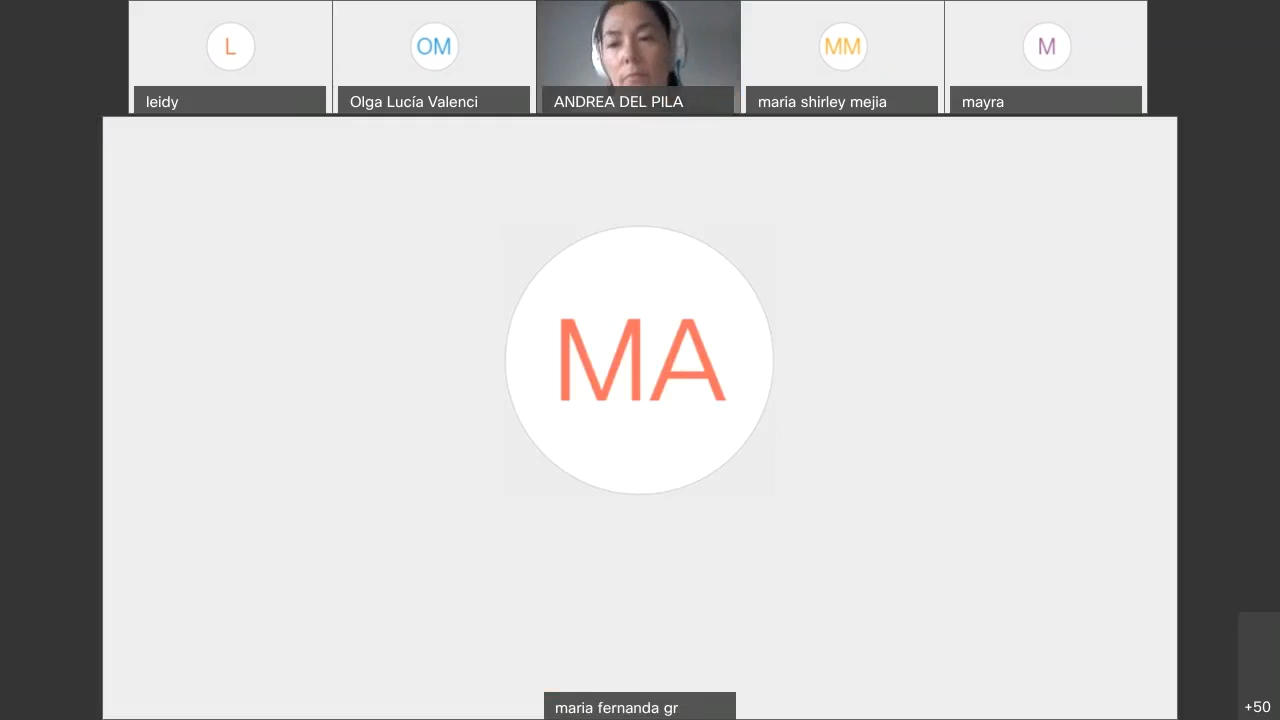 L
OM
MM
M
leidy
Olga Lucía Valenci
ANDREA DEL PILA
maria shirley mejia
mayra
MA
maria fernanda gr
+50